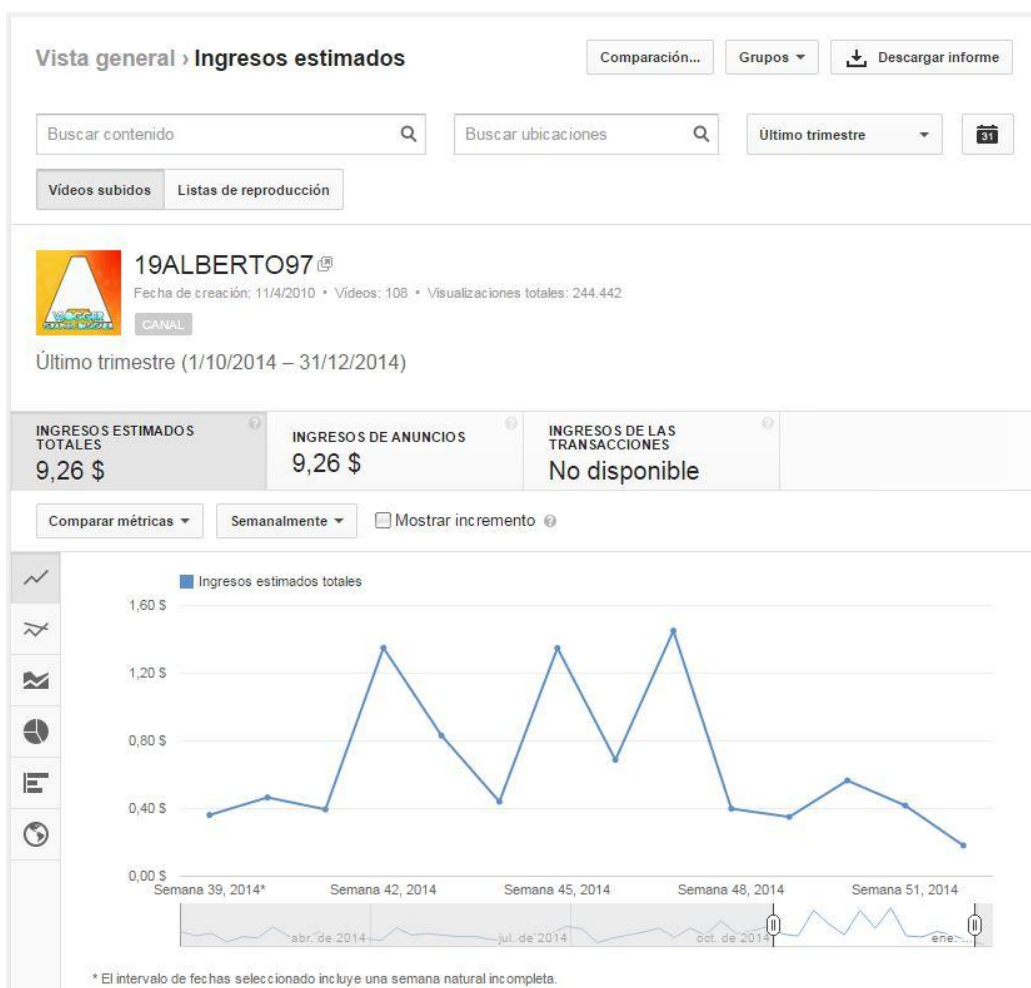 Vista general › Ingresos estimados
Comparación...
Grupos
Descargar informe
Buscar contenido
Buscar ubicaciones
Último trimestre
31
Vídeos subidos
Listas de reproducción
19ALBERTO97
Fecha de creación: 11/4/2010 • Vídeos: 108 • Visualizaciones totales: 244.442
CANAL
Último trimestre (1/10/2014 – 31/12/2014)
INGRESOS ESTIMADOS
TOTALES
9,26 $
INGRESOS DE ANUNCIOS
9,26 $
INGRESOS DE LAS
TRANSACCIONES
No disponible
Comparar métricas
Semanalmente
Mostrar incremento
Ingresos estimados totales
1,60 $
1,20 $
0,80 $
0,40 $
0,00 $
Semana 39, 2014*
Semana 42, 2014
Semana 45, 2014
Semana 48, 2014
Semana 51, 2014
abr. de 2014
jul. de 2014
oct. de 2014
ene. ...
* El intervalo de fechas seleccionado incluye una semana natural incompleta.